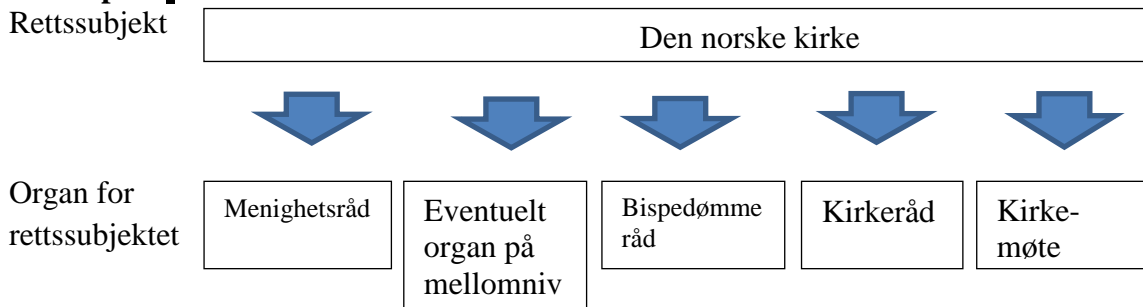 Rettssubjekt
Den norske kirke
Organ for
rettssubjektet
Menighetsråd
Eventuelt
organ på
mellomniv
Bispedømme
råd
Kirkeråd
Kirke-
møte